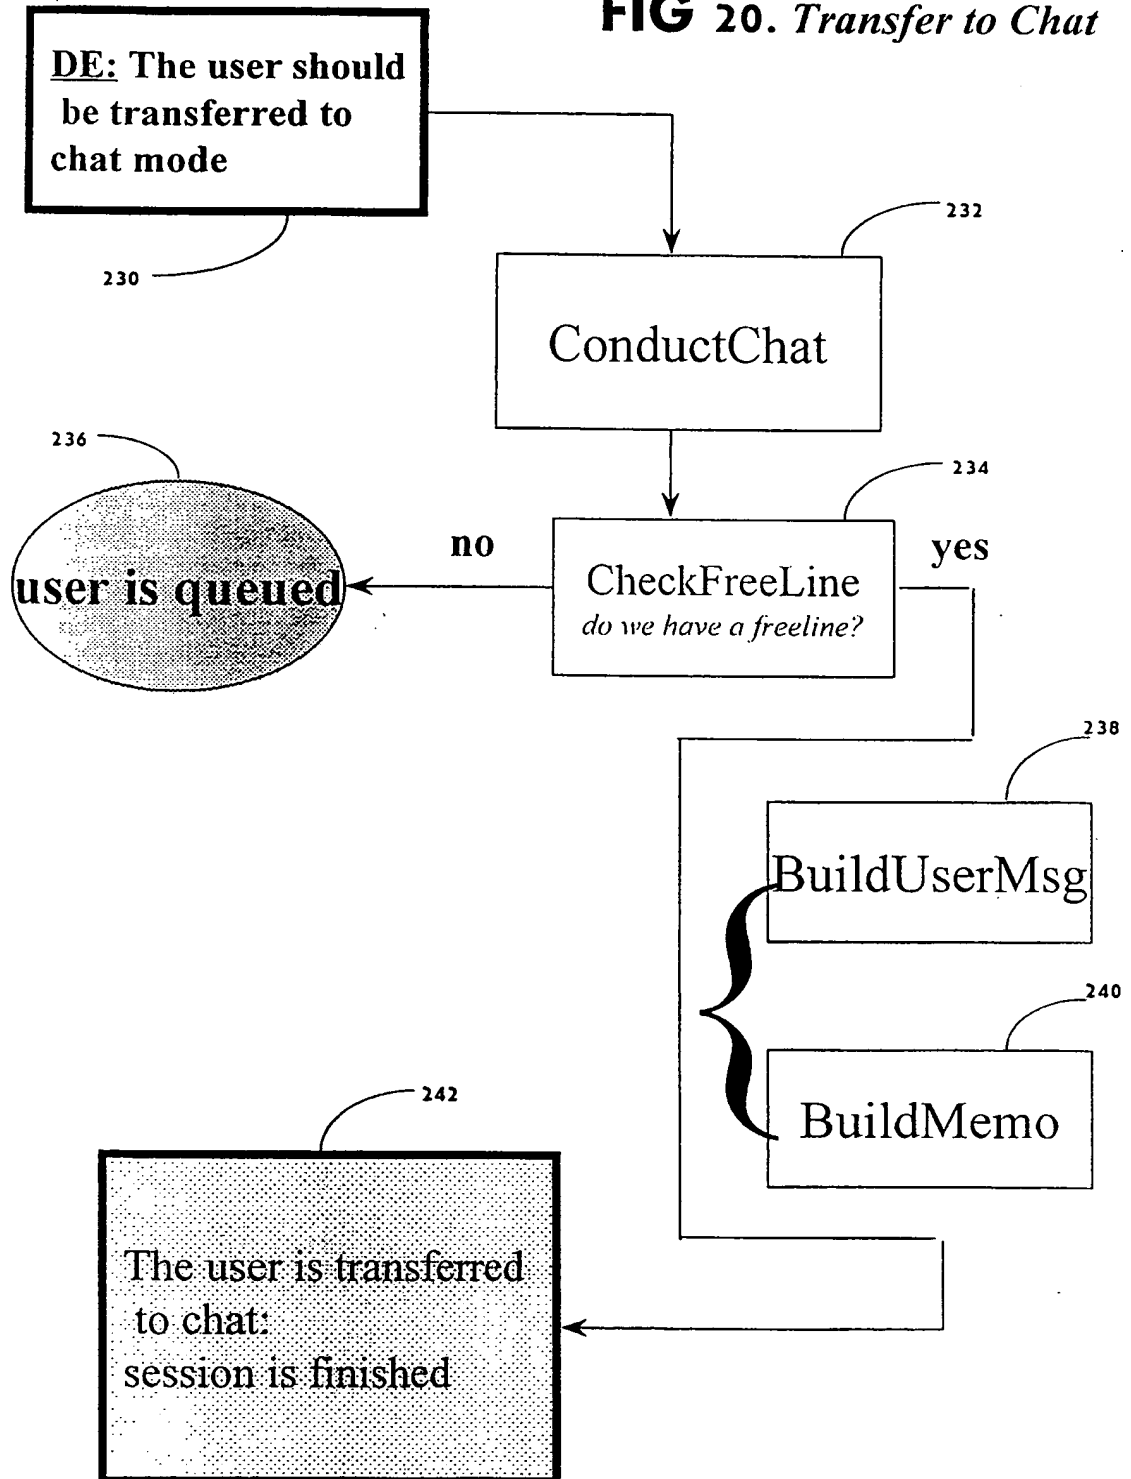 FIG 20. Transfer to Chat
DE: The user should
be transferred to
chat mode
230
232
ConductChat
236
234
no
yes
user is queued
CheckFreeLine
do we have a freeline?
238
BuildUserMsg
240
BuildMemo
242
The user is transferred
to chat:
session is finished